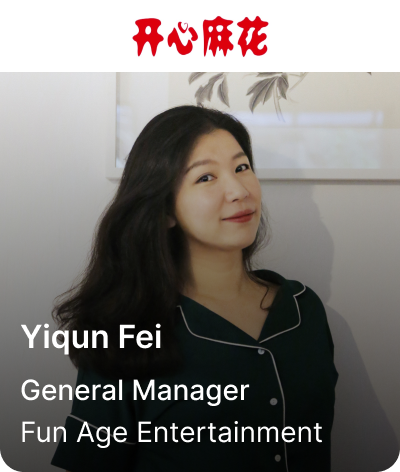 开心麻花
Yiqun Fei
General Manager
Fun Age Entertainment